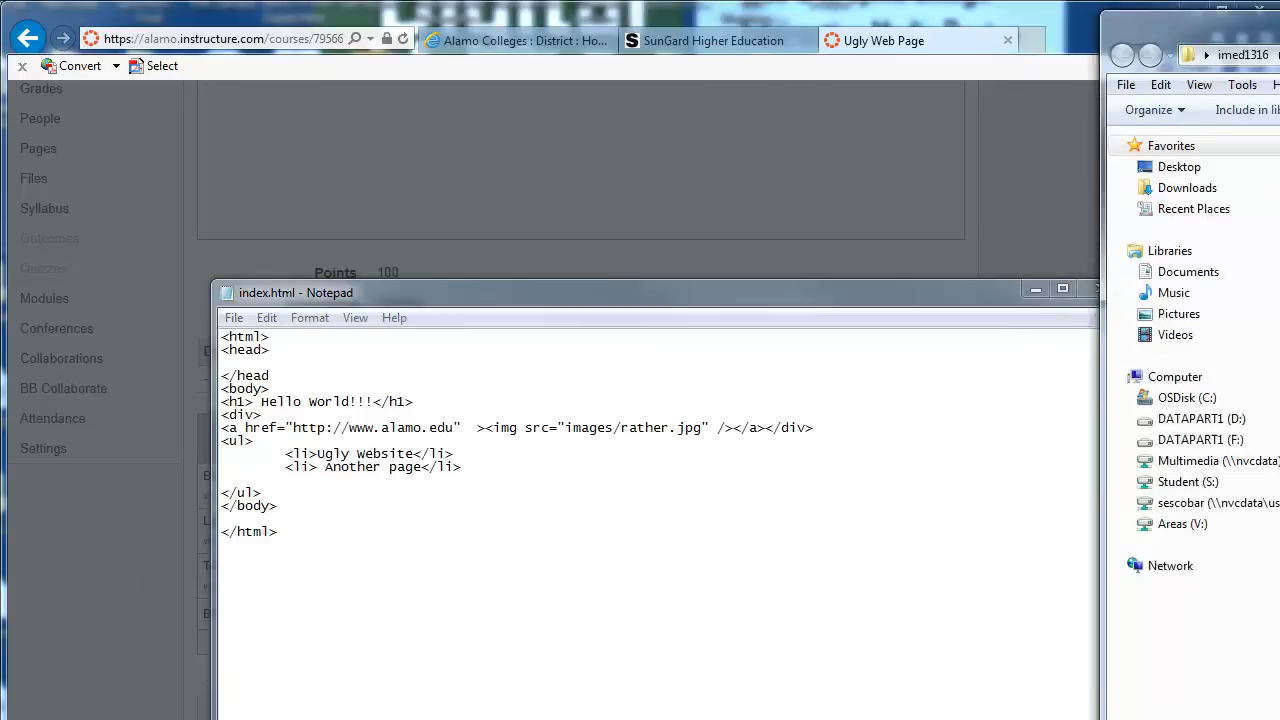 https://alamo.instructure.com/courses/79566
Alamo Colleges : District : Ho...
SunGard Higher Education
Ugly Web Page
Convert
Select
Grades
People
Pages
Files
Syllabus
Outcomes
Quizzes
Modules
Conferences
Collaborations
BB Collaborate
Attendance
Settings
Points 100
index.html - Notepad
File Edit Format View Help
<html>
<head>
</head
<body>
<h1> Hello World!!!</h1>
<div>
<a href="http://www.alamo.edu"  ><img src="images/rather.jpg" /></a></div>
<ul>
<li>Ugly website</li>
<li> Another page</li>
</ul>
</body>
</html>
imed1316
File Edit View Tools
Organize Include in lib
Favorites
Desktop
Downloads
Recent Places
Libraries
Documents
Music
Pictures
Videos
Computer
OSDisk (C:)
DATAPART1 (D:)
DATAPART1 (F:)
Multimedia (\\nvcdata)
Student (S:)
sescobar (\\nvcdata\us
Areas (V:)
Network